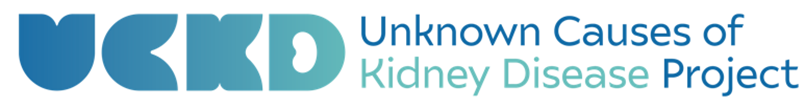 UCKD
Unknown Causes of
Kidney Disease Project